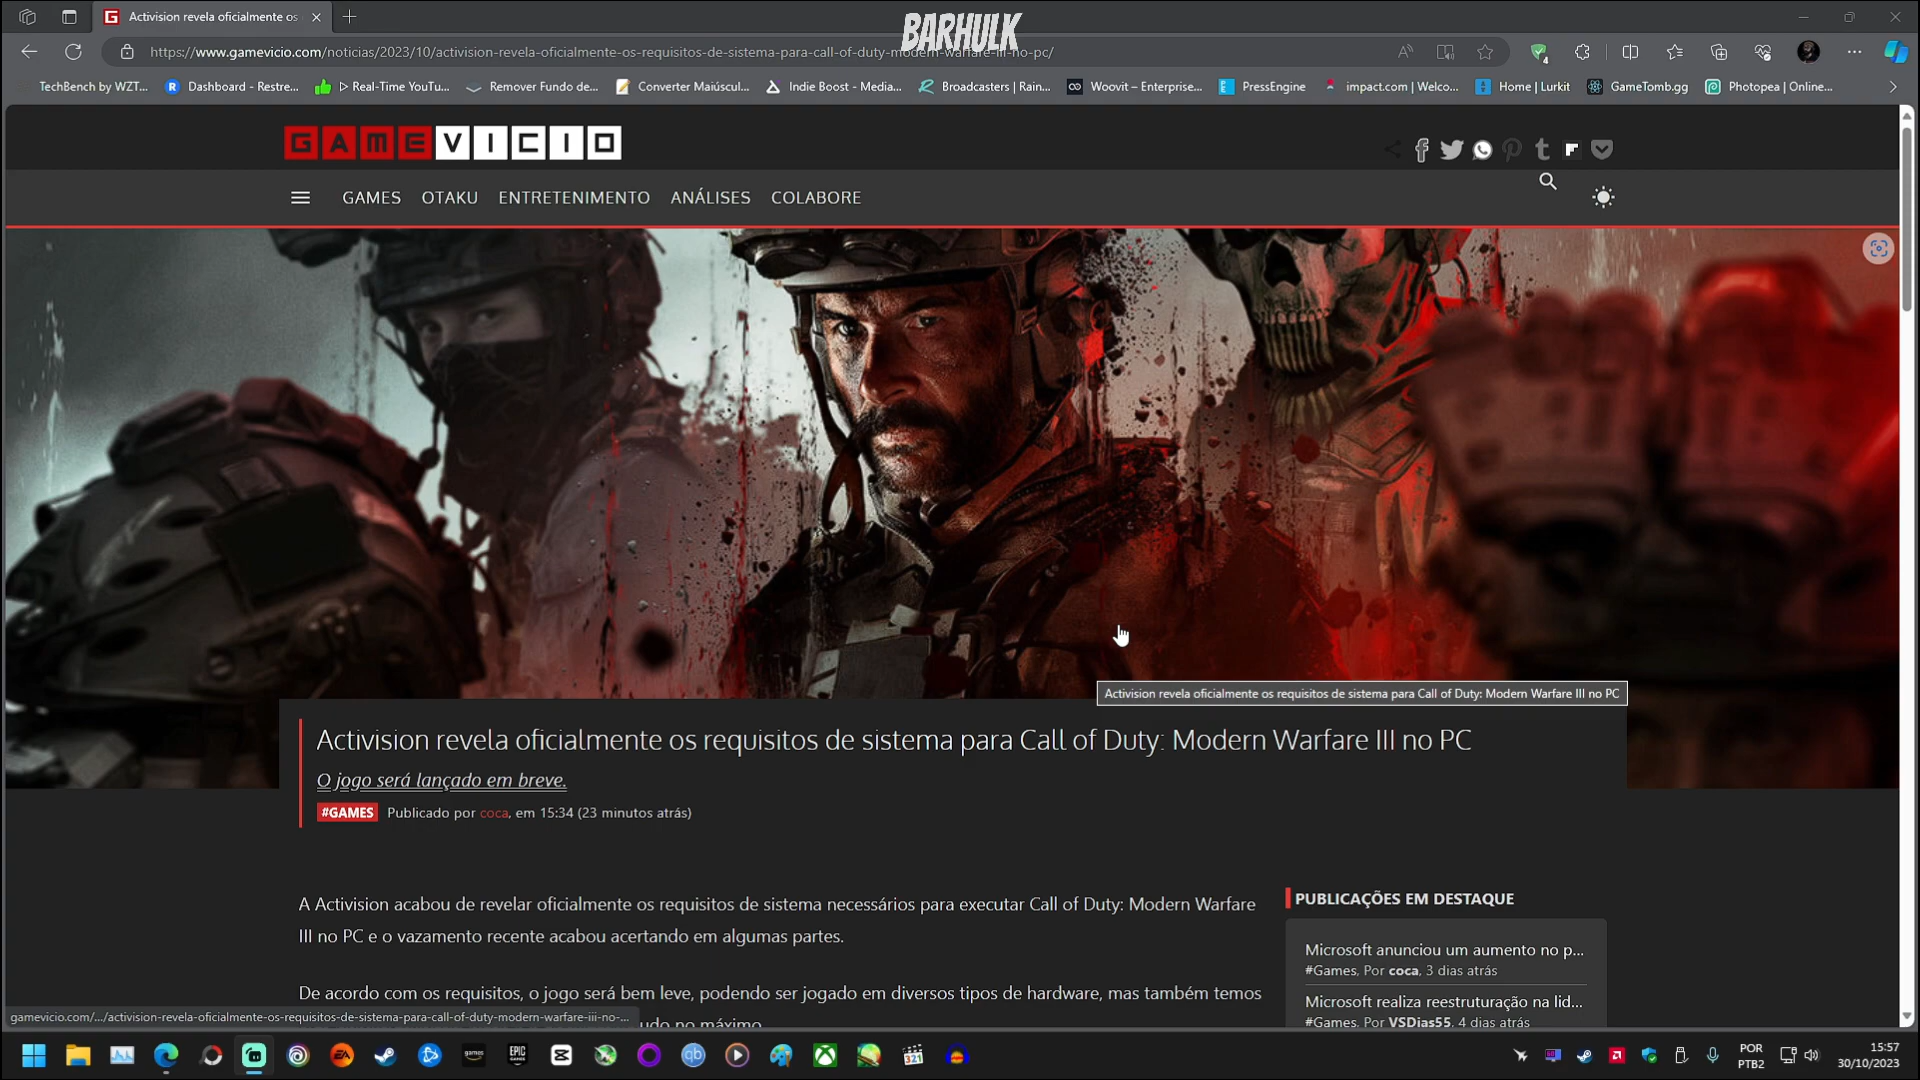 Activision revela oficialmente os
BARHULK
https://www.gamevicio.com/noticias/2023/10/activision-revela-oficialmente-os-requisitos-de-sistema-para-call-of-duty-modern-warfare-iii-no-pc/
4
TechBench by WZT...
Dashboard - Restre...
▷ Real-Time YouTu...
Remover Fundo de...
Converter Maiúscul...
Indie Boost - Media...
Broadcasters | Rain...
Woovit – Enterprise...
PressEngine
impact.com | Welco...
Home | Lurkit
GameTomb.gg
Photopea | Online...
GAMEVICIO
GAMES
OTAKU
ENTRETENIMENTO
ANÁLISES
COLABORE
Activision revela oficialmente os requisitos de sistema para Call of Duty: Modern Warfare III no PC
Activision revela oficialmente os requisitos de sistema para Call of Duty: Modern Warfare III no PC
O jogo será lançado em breve.
#GAMES Publicado por coca, em 15:34 (23 minutos atrás)
A Activision acabou de revelar oficialmente os requisitos de sistema necessários para executar Call of Duty: Modern Warfare
III no PC e o vazamento recente acabou acertando em algumas partes.
De acordo com os requisitos, o jogo será bem leve, podendo ser jogado em diversos tipos de hardware, mas também temos
udo no máximo
PUBLICAÇÕES EM DESTAQUE
Microsoft anunciou um aumento no p...
#Games, Por coca, 3 dias atrás
Microsoft realiza reestruturação na lid...
#Games, Por VSDias55, 4 dias atrás
gamevicio.com/.../activision-revela-oficialmente-os-requisitos-de-sistema-para-call-of-duty-modern-warfare-iii-no-...
EA
games
EPIC
GAMES
qb
321
POR
PTB2
15:57
30/10/2023